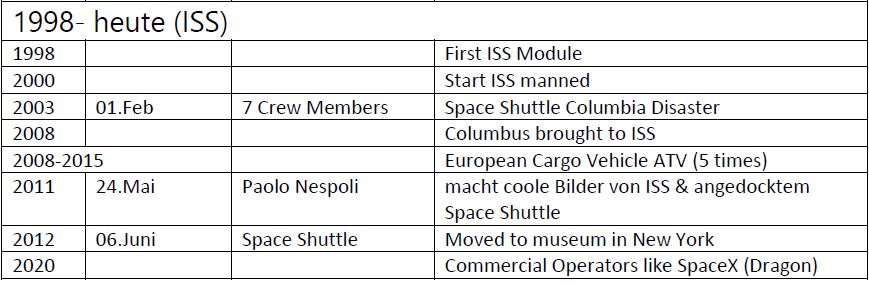 1998- heute (ISS)
1998 First ISS Module
2000 Start ISS manned
2003 01.Feb 7 Crew Members Space Shuttle Columbia Disaster
2008 Columbus brought to ISS
2008-2015 European Cargo Vehicle ATV (5 times)
2011 24.Mai Paolo Nespoli macht coole Bilder von ISS & angedocktem
Space Shuttle
2012 06.Juni Space Shuttle Moved to museum in New York
2020 Commercial Operators like SpaceX (Dragon)